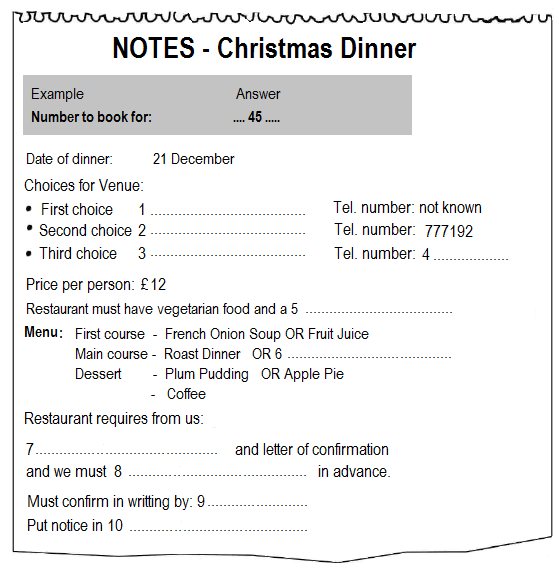 NOTES - Christmas Dinner
Example Answer
Number to book for: .... 45 .....
Date of dinner: 21 December
Choices for Venue:
• First choice 1 ........................................ Tel. number: not known
• Second choice 2 ........................................ Tel. number: 777192
• Third choice 3 ........................................ Tel. number: 4 ....................
Price per person: £12
Restaurant must have vegetarian food and a 5 ........................................
Menu: First course - French Onion Soup OR Fruit Juice
Main course - Roast Dinner OR 6 ........................................
Dessert - Plum Pudding OR Apple Pie
- Coffee
Restaurant requires from us:
7 ........................................ and letter of confirmation
and we must 8 ........................................ in advance.
Must confirm in writting by: 9 ..........................
Put notice in 10 ........................................